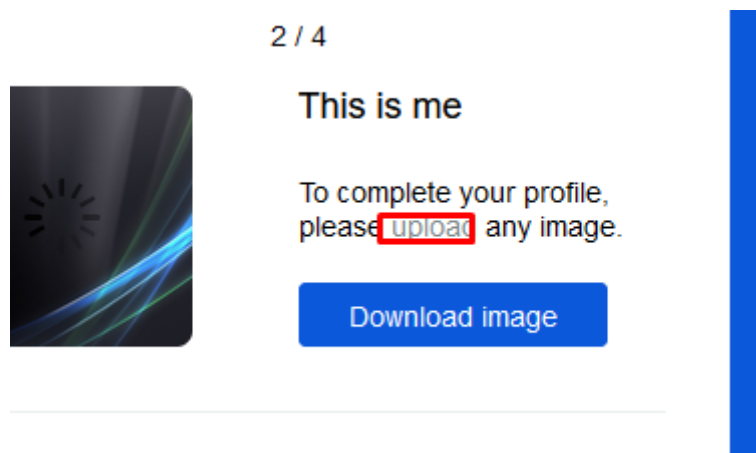 2 / 4
This is me
To complete your profile,
please upload any image.
Download image